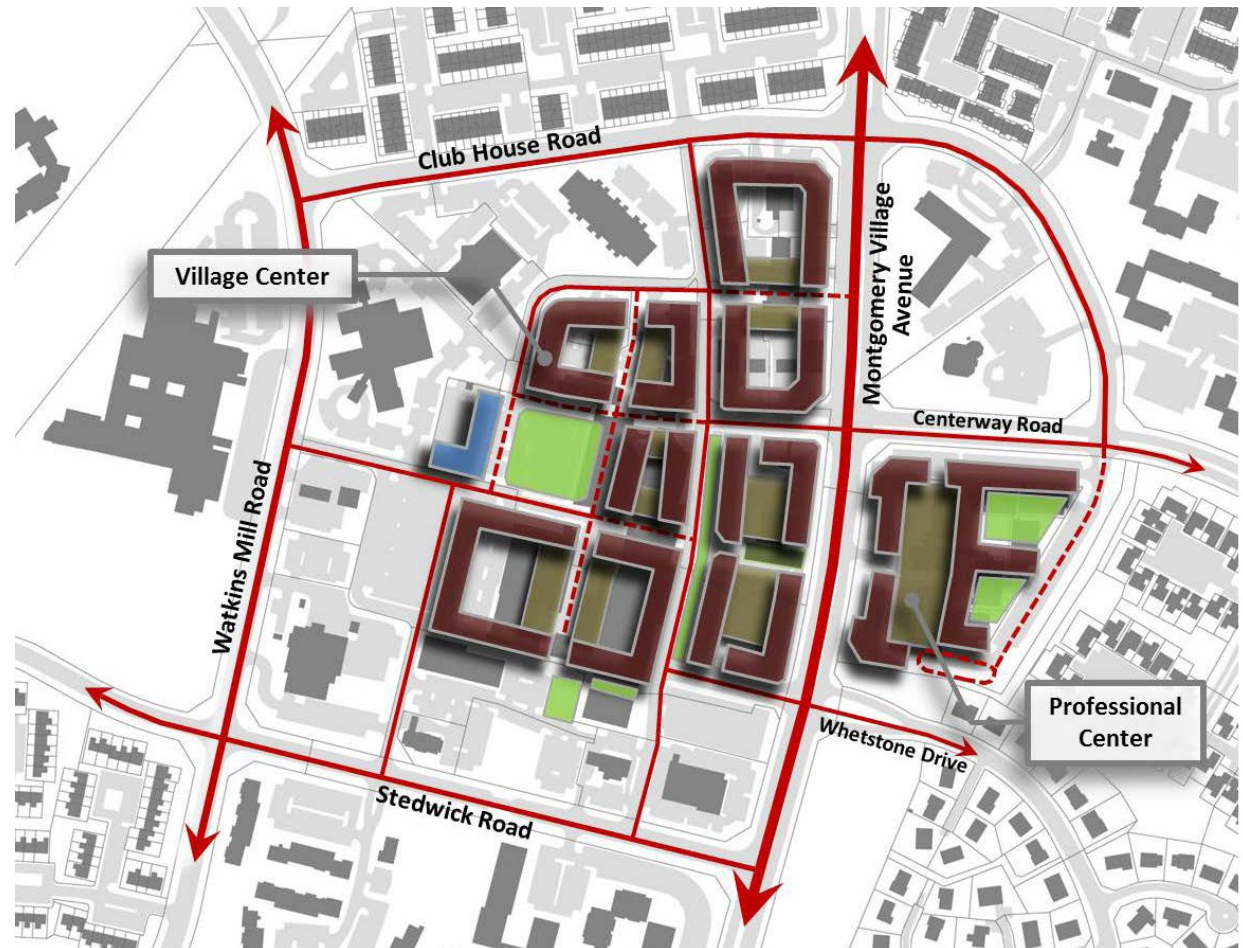 Club House Road
Village Center
Montgomery Village
Avenue
Centerway Road
Watkins Mill Road
Professional
Center
Whetstone Drive
Stedwick Road